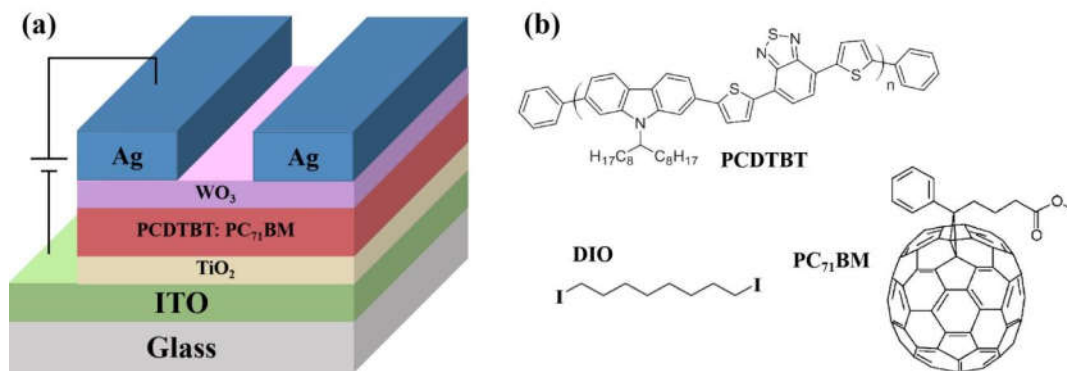 (a)
Ag
Ag
WO3
PCDTBT: PC71BM
TiO2
ITO
Glass
(b)
N
S
N
S
S
n
N
H17C8
C8H17
PCDTBT
O
O
DIO
PC71BM
I
I